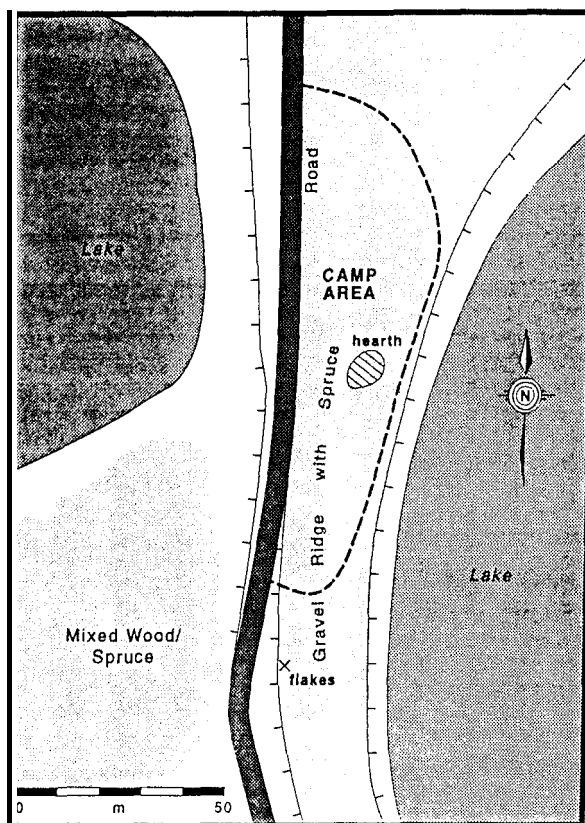 Lake
Road
CAMP
AREA
hearth
N
Gravel Ridge with Spruce
Lake
Mixed Wood/
Spruce
flakes
0 m 50